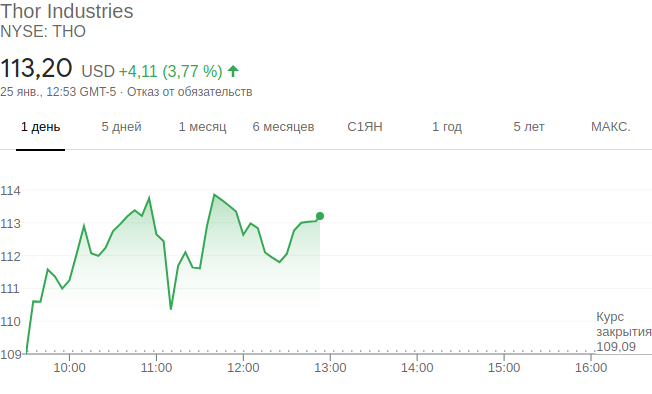 Thor Industries
NYSE: THO
113,20 USD +4,11 (3,77 %)
25 янв., 12:53 GMT-5 · Отказ от обязательств
1 день 5 дней 1 месяц 6 месяцев С1ЯН 1 год 5 лет МАКС.
114
113
112
111
110
Курс
закрытия
109,09
109
10:00 11:00 12:00 13:00 14:00 15:00 16:00